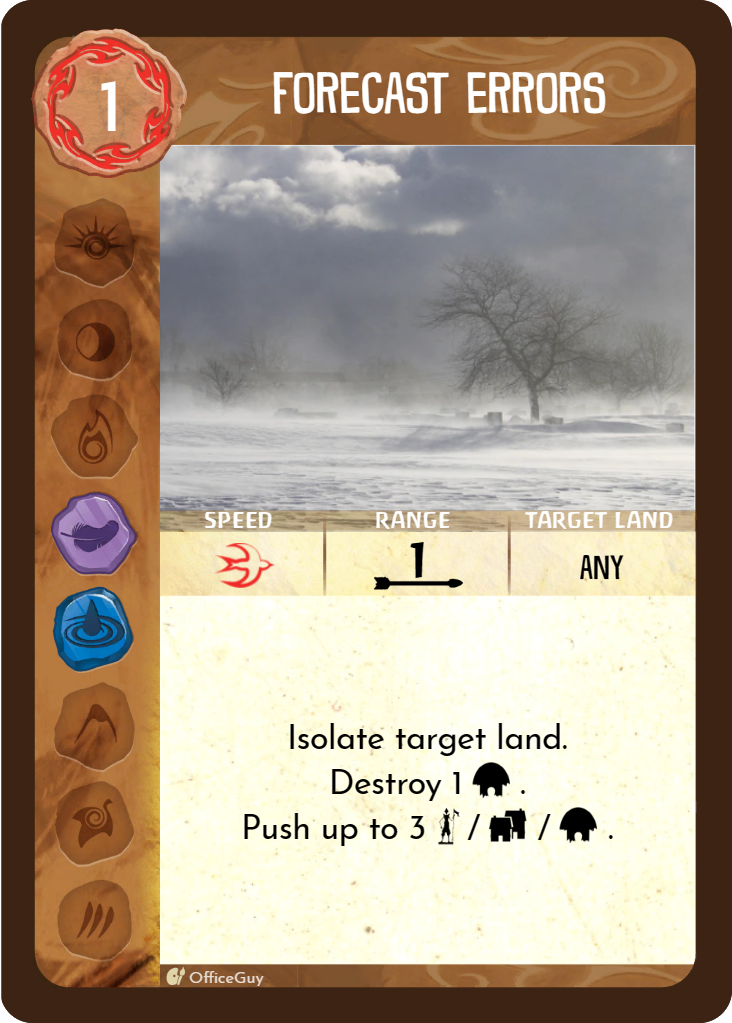 1
FORECAST ERRORS
SPEED RANGE TARGET LAND
1 ANY
Isolate target land.
Destroy 1 .
Push up to 3 / / .
OfficeGuy